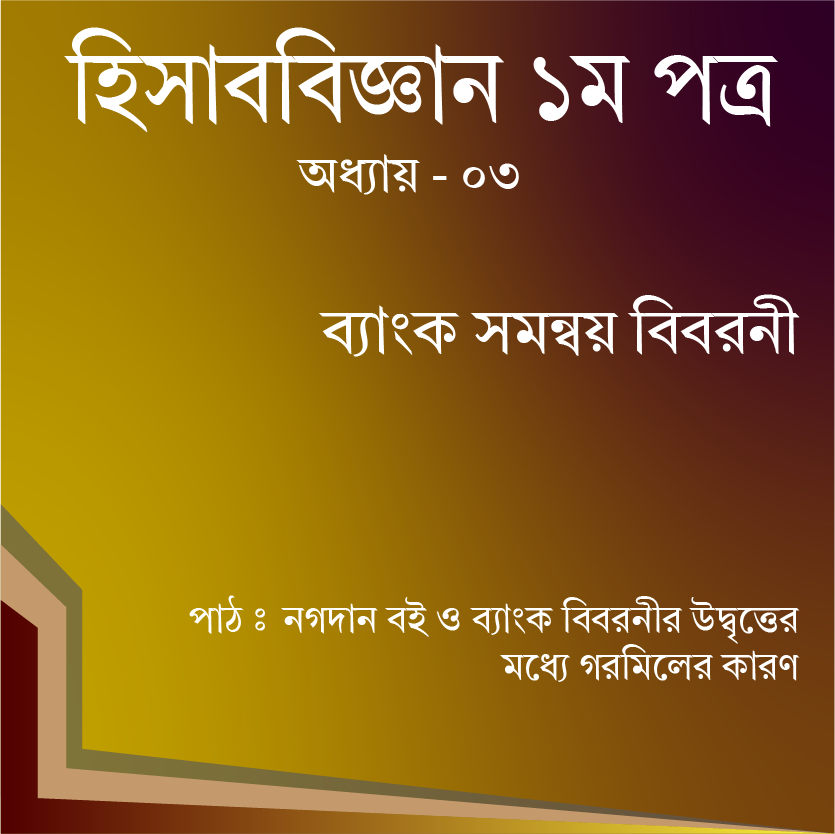 হিসাববিজ্ঞান ১ম পত্র
অধ্যায় - ০৩
ব্যাংক সমন্বয় বিবরনী
পাঠ ঃ নগদান বই ও ব্যাংক বিবরনীর উদ্বৃত্তের
মধ্যে গরমিলের কারণ